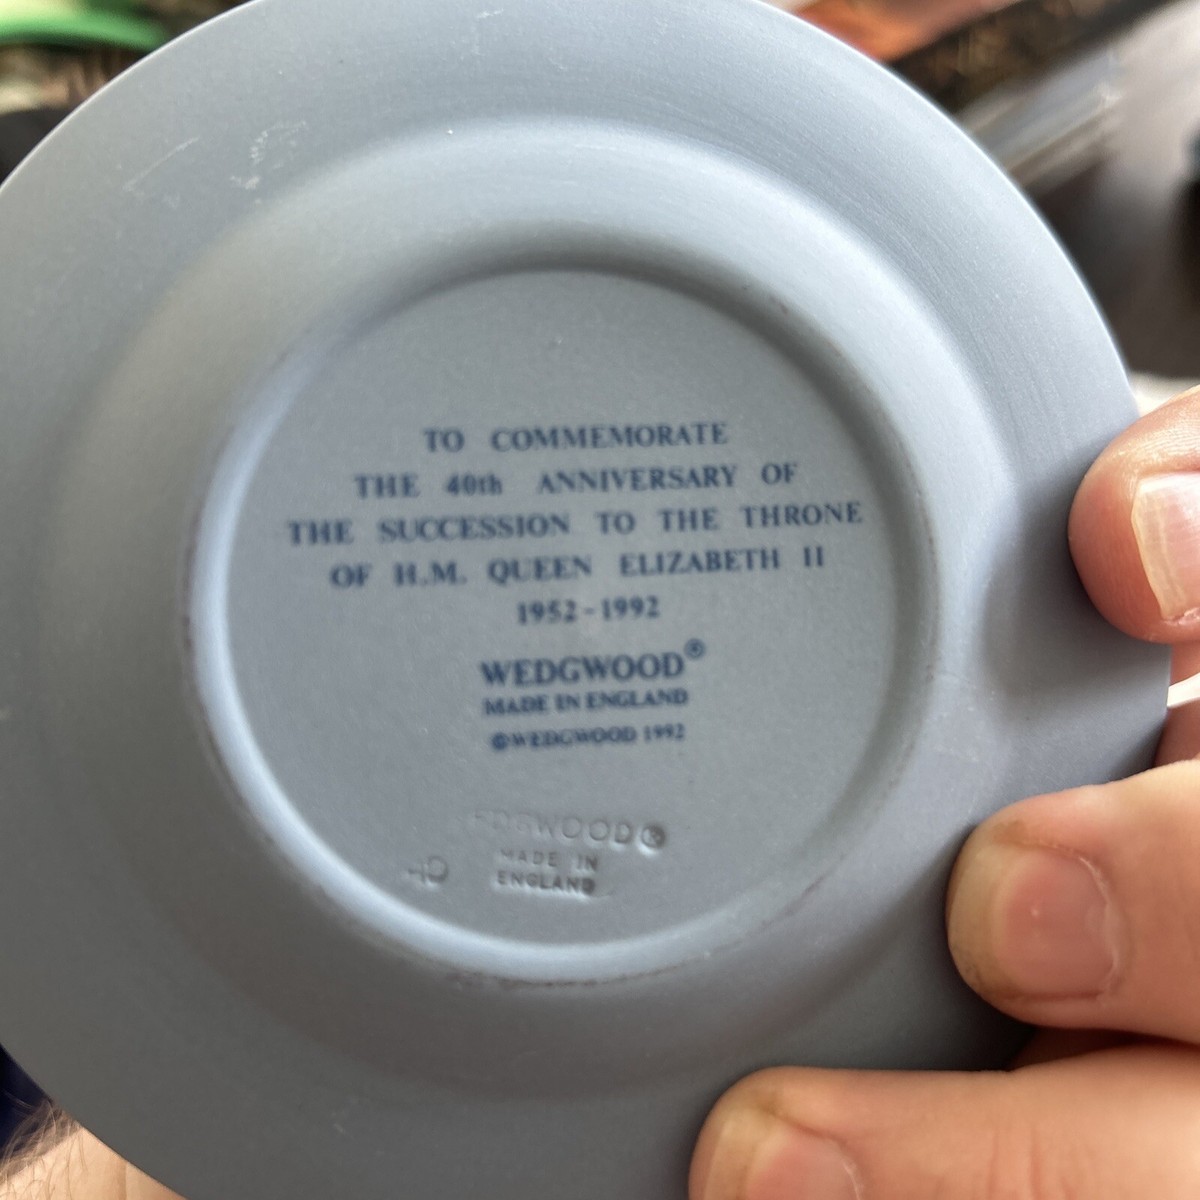 TO COMMEMORATE
THE 40th ANNIVERSARY OF
THE SUCCESSION TO THE THRONE
OF H.M. QUEEN ELIZABETH II
1952-1992
WEDGWOOD®
MADE IN ENGLAND
©WEDGWOOD 1992
EDGWOOD®
MADE IN
ENGLAND